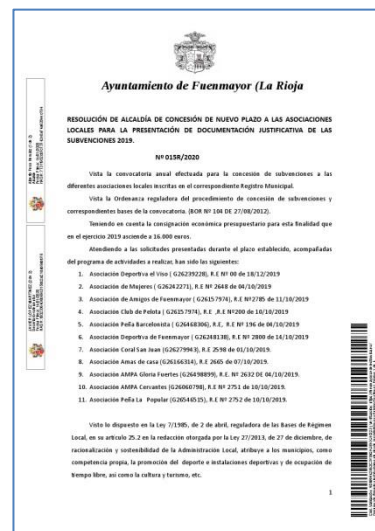 Ayuntamiento de Fuenmayor (La Rioja
RESOLUCIÓN DE ALCALDÍA DE CONCESIÓN DE NUEVO PLAZO A LAS ASOCIACIONES
LOCALES PARA LA PRESENTACIÓN DE DOCUMENTACIÓN JUSTIFICATIVA DE LAS
SUBVENCIONES 2019.
Nº 015R/2020
Vista la convocatoria anual efectuada para la concesión de subvenciones a las
diferentes asociaciones locales inscritas en el correspondiente Registro Municipal.
Vista la Ordenanza reguladora del procedimiento de concesión de subvenciones y
correspondientes bases de la convocatoria. (BOR Nº 104 DE 27/08/2012).
Teniendo en cuenta la consignación económica presupuestario para esta finalidad que
en el ejercicio 2019 asciende a 16.000 euros.
Atendiendo a las solicitudes presentadas durante el plazo establecido, acompañadas
del programa de actividades a realizar, han sido las siguientes:
1. Asociación Deportiva el Viso ( G26239228), R.E Nº 00 de 18/12/2019
2. Asociación de Mujeres ( G26242271), R.E Nº 2648 de 04/10/2019
3. Asociación de Amigos de Fuenmayor ( G26157974), R.E Nº2785 de 11/10/2019
4. Asociación Club de Pelota ( G26157974), R.E .R.E Nº200 de 10/10/2019
5. Asociación Peña Barcelonista ( G26468306), R.E, R.E Nº 196 de 04/10/2019
6. Asociación Deportiva de Fuenmayor ( G26248138), R.E Nº 2800 de 14/10/2019
7. Asociación Coral San Juan (G26279943), R.E 2598 de 01/10/2019.
8. Asociación Amas de casa (G26166314), R.E 2665 de 07/10/2019.
9. Asociación AMPA Gloria Fuertes (G26498899), R.E. Nº 2632 DE 04/10/2019.
10. Asociación AMPA Cervantes (G26060798), R.E Nº 2751 de 10/10/2019.
11. Asociación Peña La Popular (G26546515), R.E Nº 2752 de 10/10/2019.
Visto lo dispuesto en la Ley 7/1985, de 2 de abril, reguladora de las Bases de Régimen
Local, en su artículo 25.2 en la redacción otorgada por la Ley 27/2013, de 27 de diciembre, de
racionalización y sostenibilidad de la Administración Local, atribuye a los municipios, como
competencia propia, la promoción del deporte e instalaciones deportivas y de ocupación de
tiempo libre, así como la cultura y turismo, etc.
1